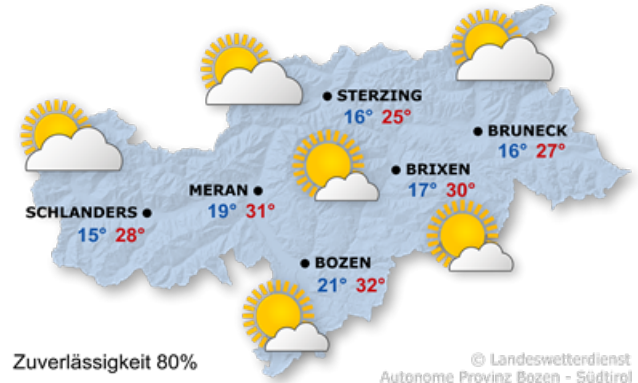 STERZING
16° 25°
BRUNECK
16° 27°
BRIXEN
17° 30°
MERAN
19° 31°
SCHLANDERS
15° 28°
BOZEN
21° 32°
Zuverlässigkeit 80%
© Landeswetterdienst
Autonome Provinz Bozen - Südtirol